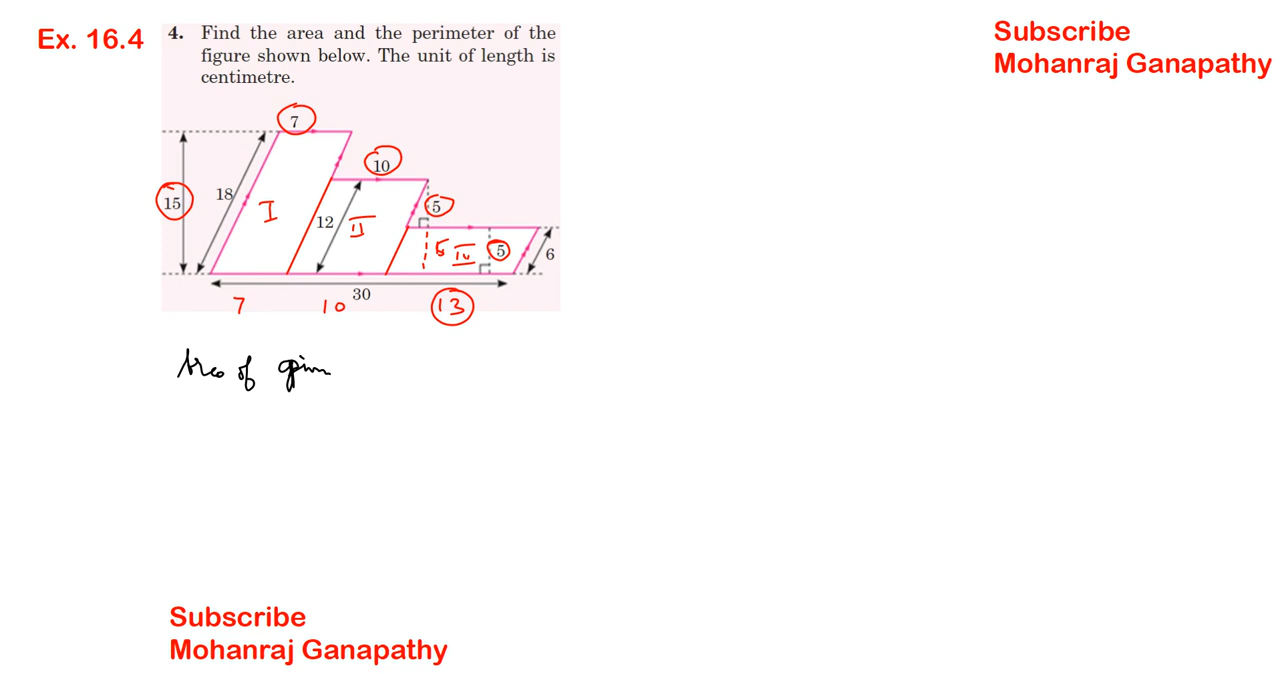 Ex. 16.4
4. Find the area and the perimeter of the
figure shown below. The unit of length is
centimetre.
Subscribe
Mohanraj Ganapathy
7
10
15
18
I
12
II
5
5
5
6
30
7
10
13
Area of given
Subscribe
Mohanraj Ganapathy